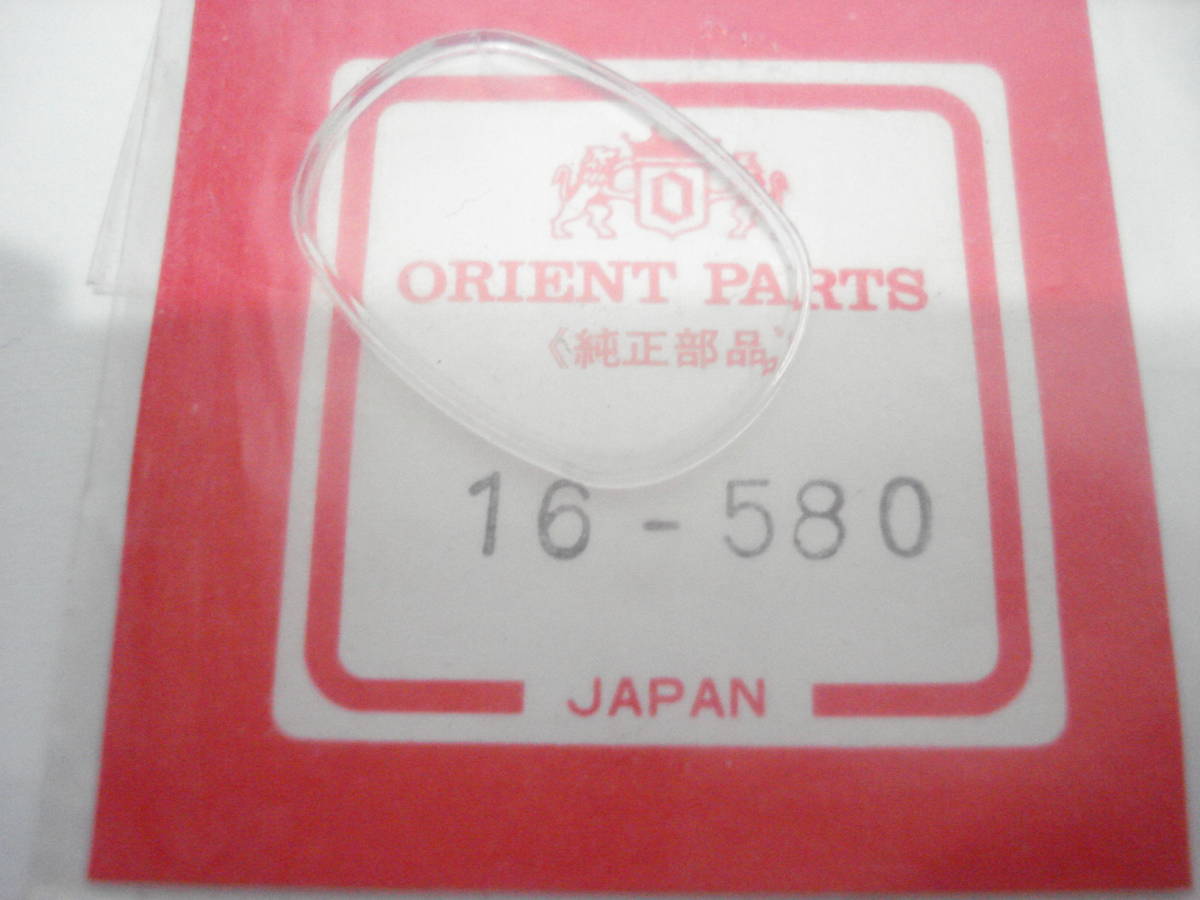 O
ORIENT PARTS
《純正部品》
16-580
JAPAN